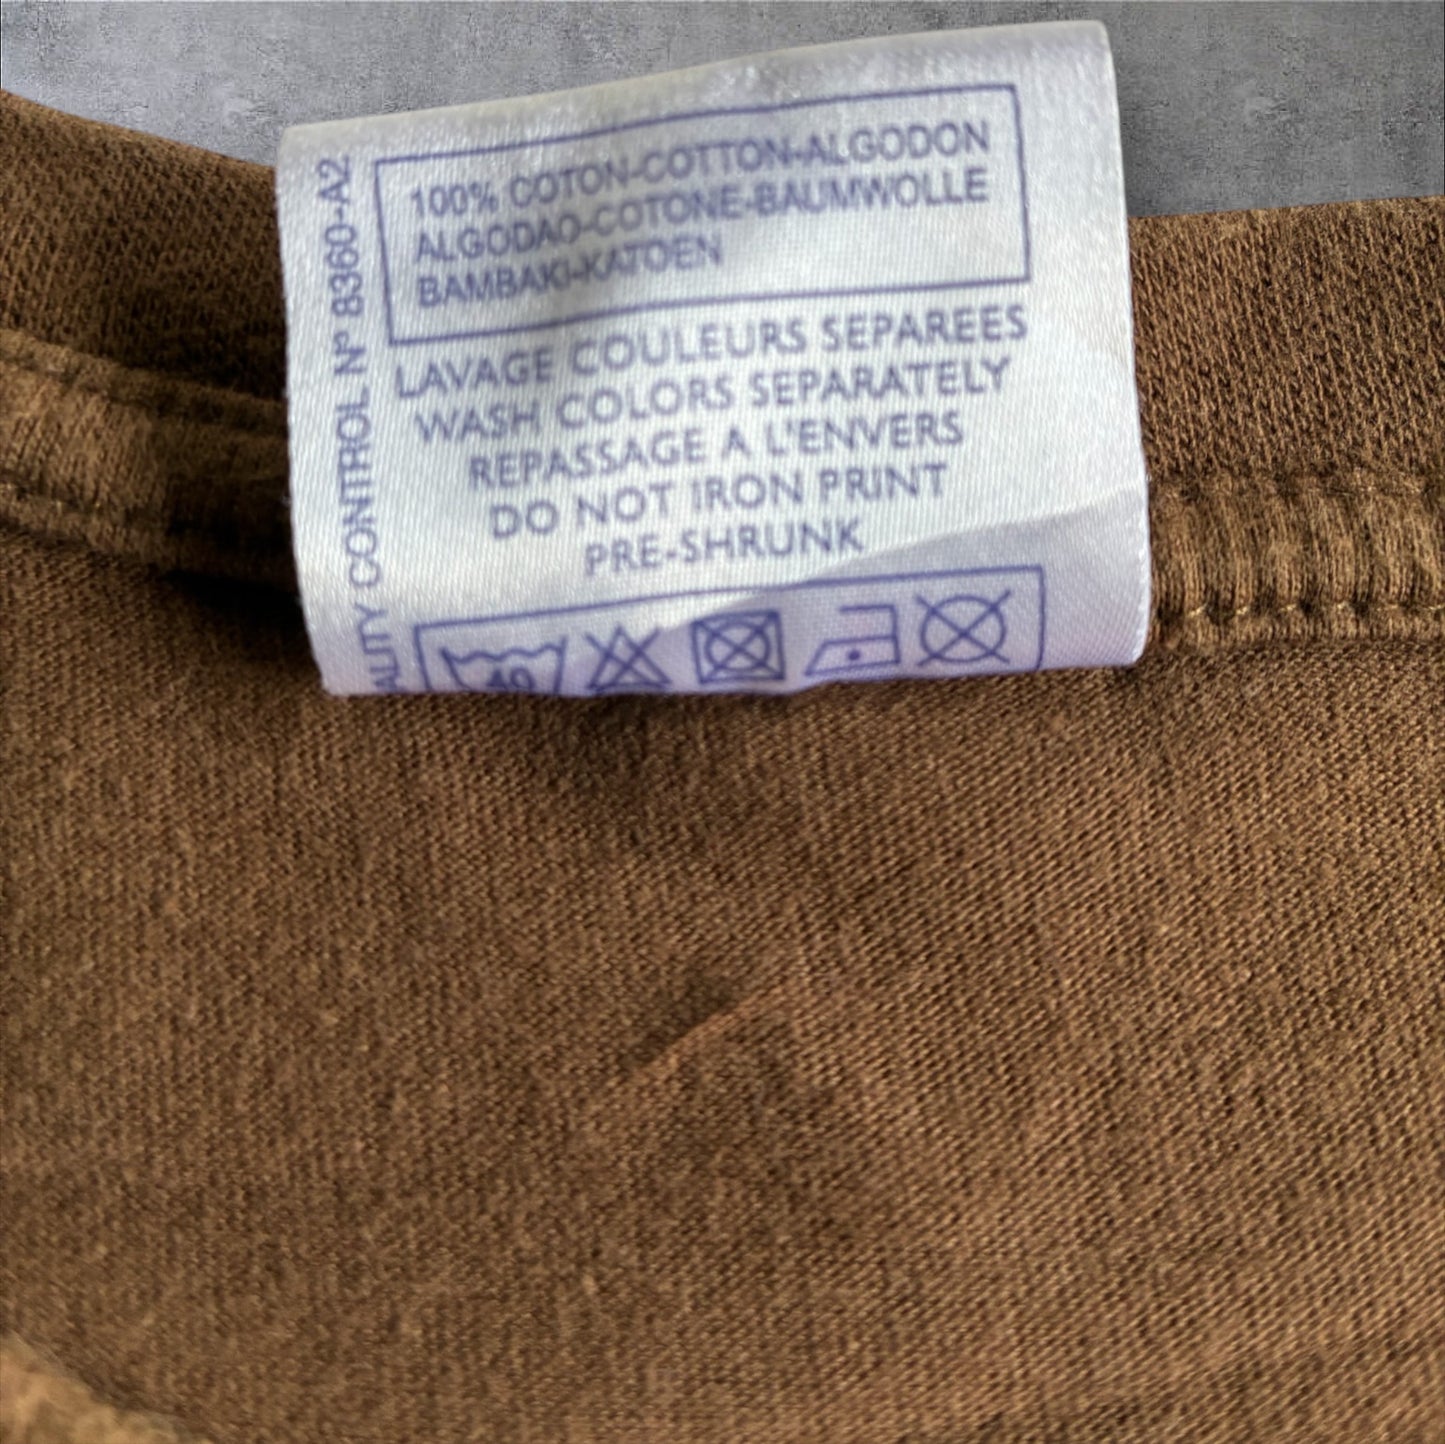 100% COTON-COTTON-ALGODON
ALGODAO-COTONE-BAUMWOLLE
BAMBAKI-KATOEN
LAVAGE COULEURS SEPAREES
WASH COLORS SEPARATELY
REPASSAGE A L'ENVERS
DO NOT IRON PRINT
PRE-SHRUNK
40
ALITY CONTROL Nº 8360-A2